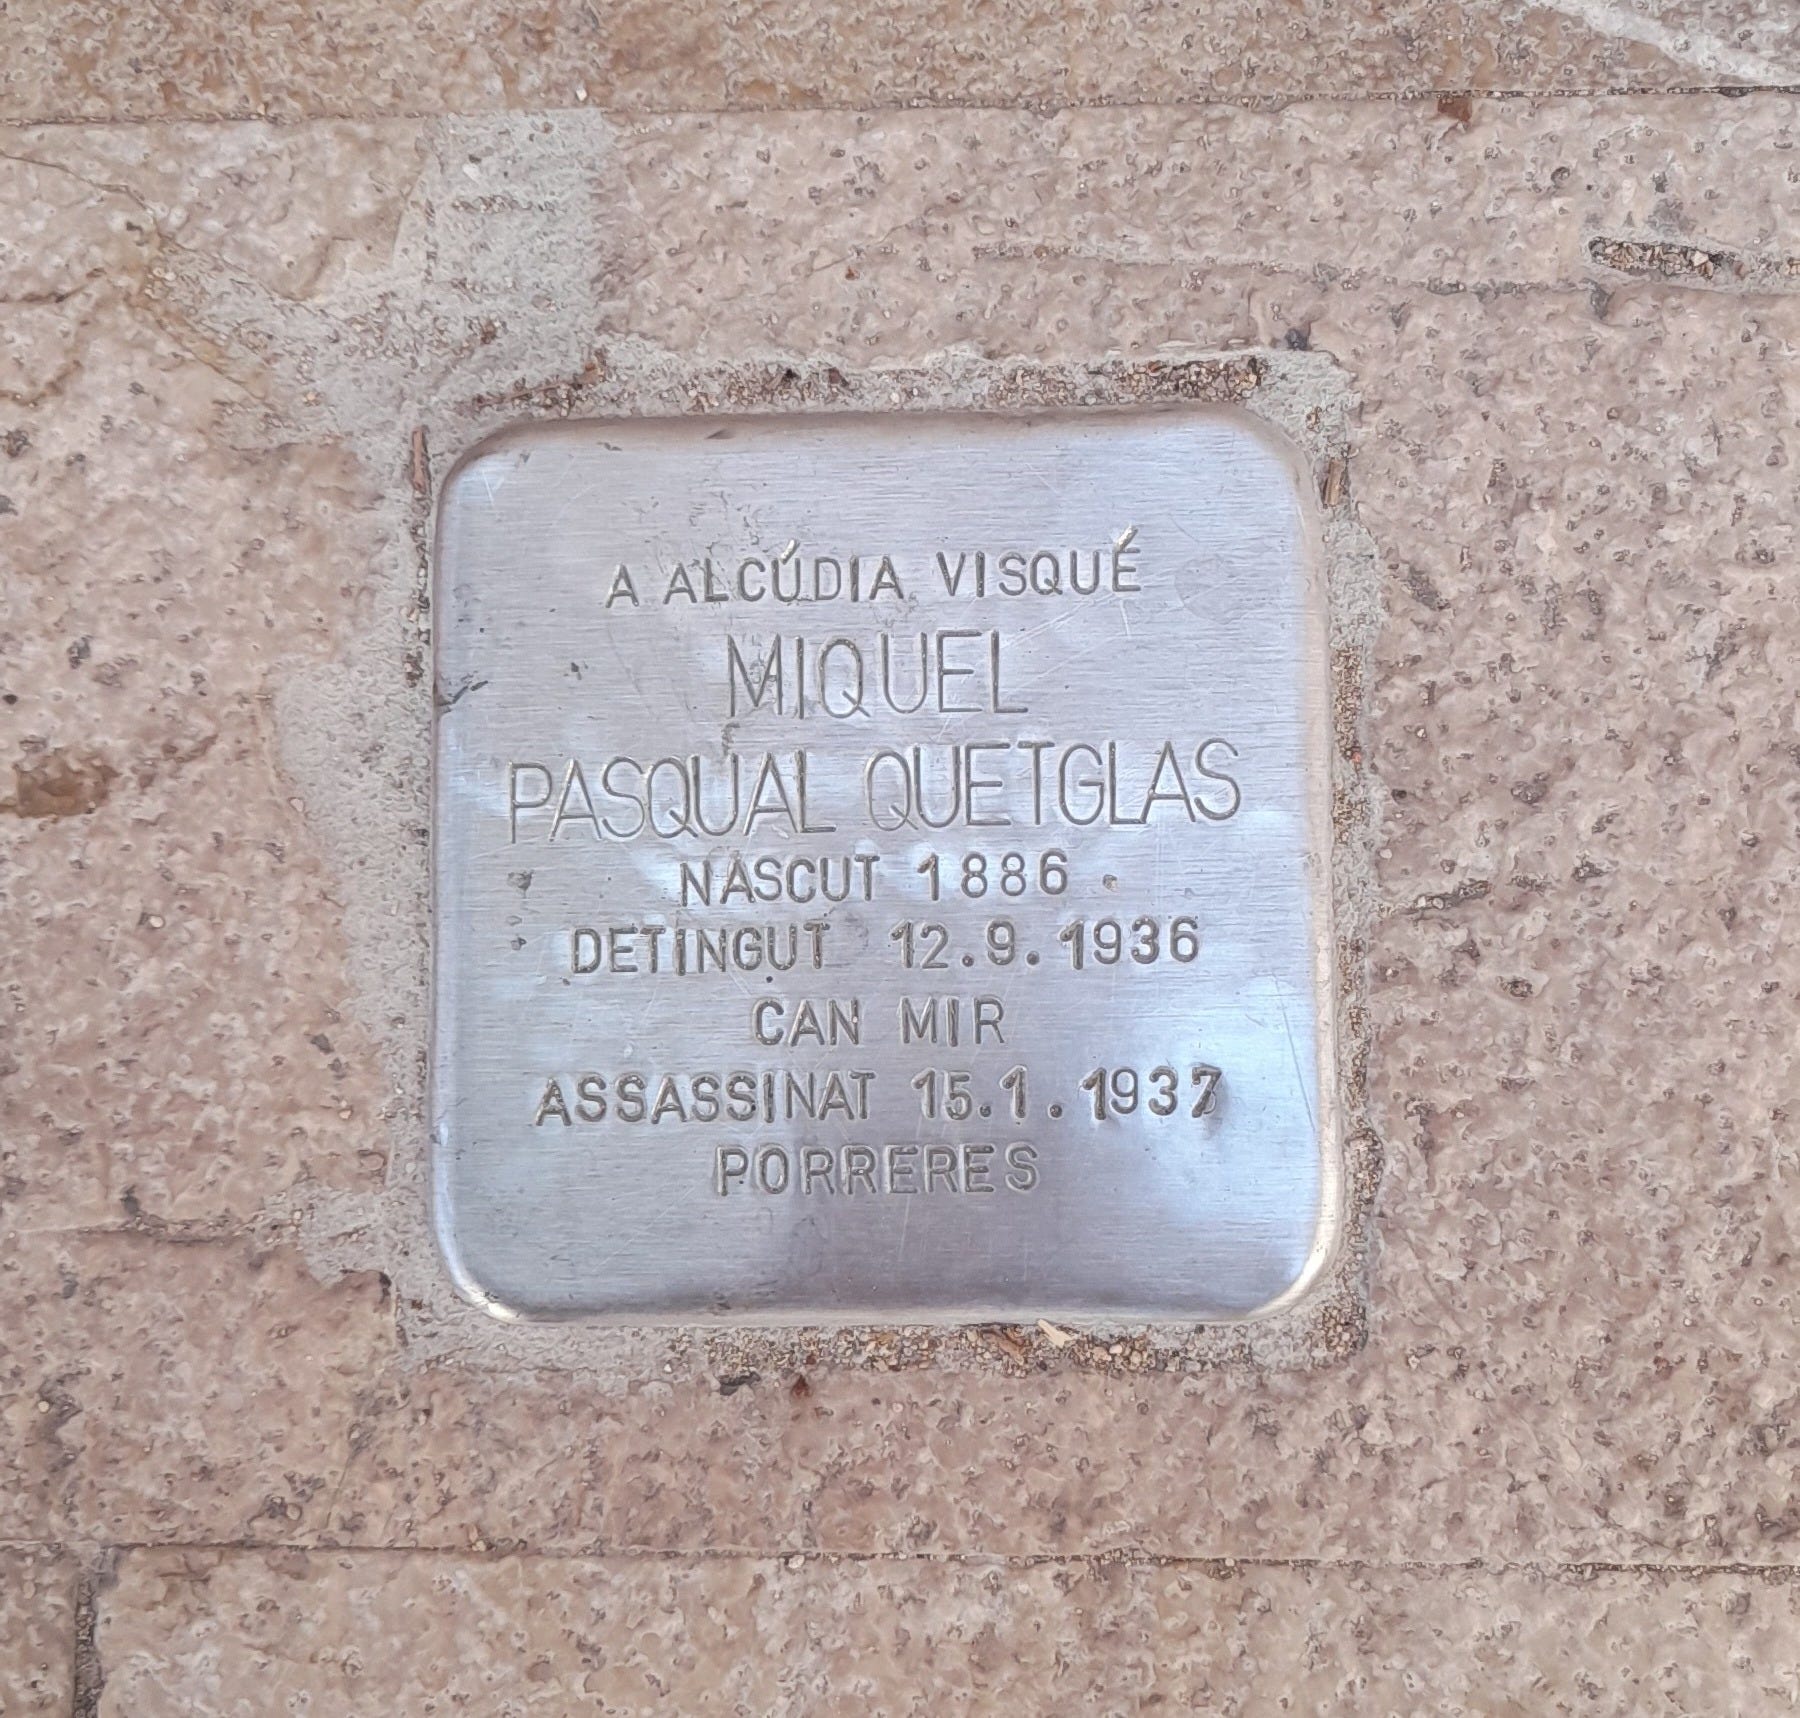 A ALCÚDIA VISQUÉ
MIQUEL
PASQUAL QUETGLAS
NASCUT 1886
DETINGUT 12.9.1936
CAN MIR
ASSASSINAT 15.1.1937
PORRERES